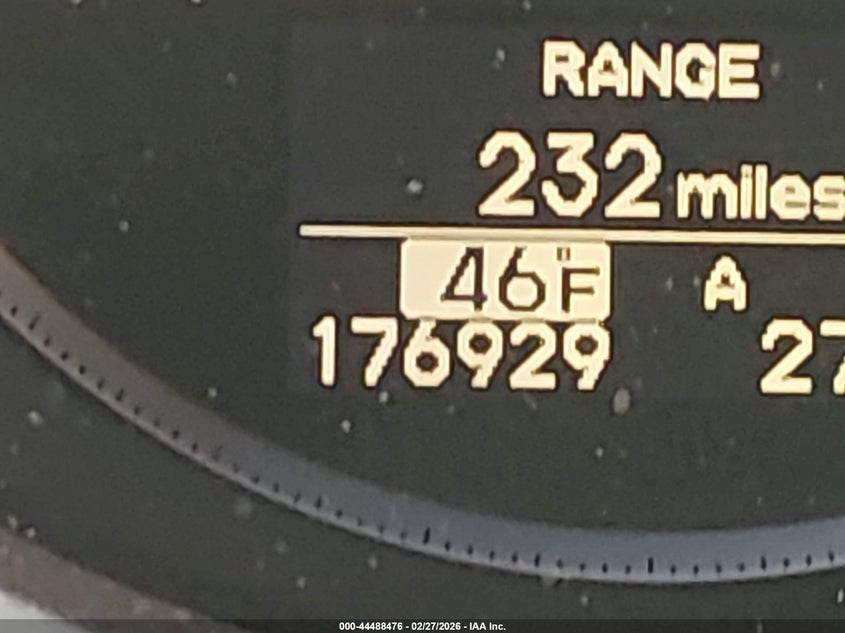 RANGE
232 miles
46°F A
176929 27
000-44488476 - 02/27/2026 - IAA Inc.